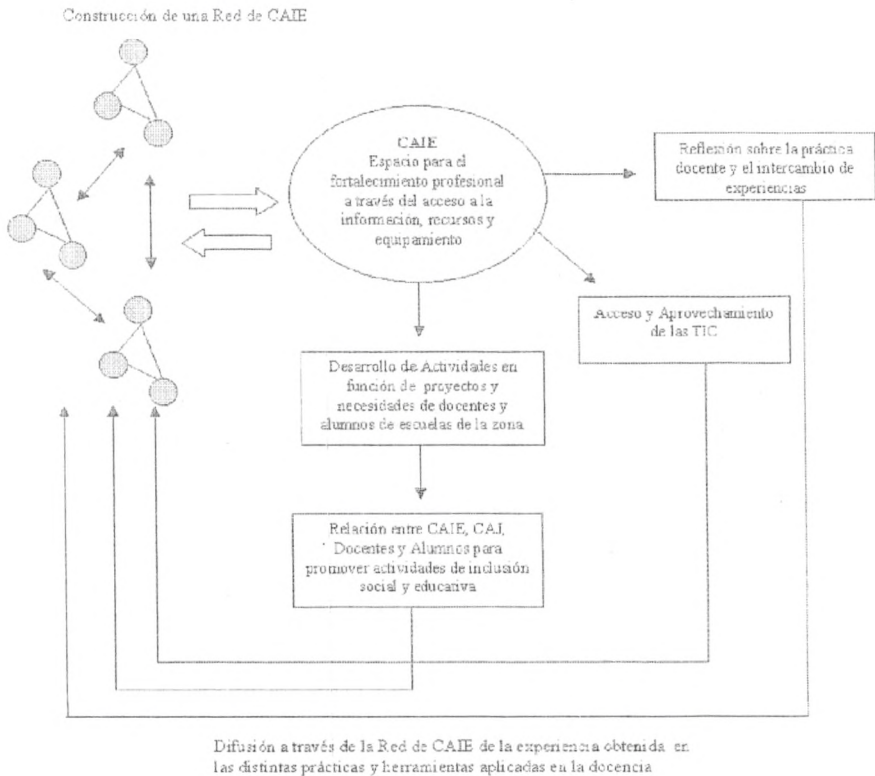 Construcción de una Red de CAIE
CAIE
Espacio para el
fortalecimiento profesional
a través del acceso a la
información, recursos y
equipamiento
Reflexión sobre la práctica
docente y el intercambio de
experiencias
Acceso y Aprovechamiento
de las TIC
Desarrollo de Actividades en
función de proyectos y
necesidades de docentes y
alumnos de escuelas de la zona
Relación entre CAIE, CAJ,
Docentes y Alumnos para
promover actividades de inclusión
social y educativa
Difusión a través de la Red de CAIE de la experiencia obtenida en
las distintas prácticas y herramientas aplicadas en la docencia